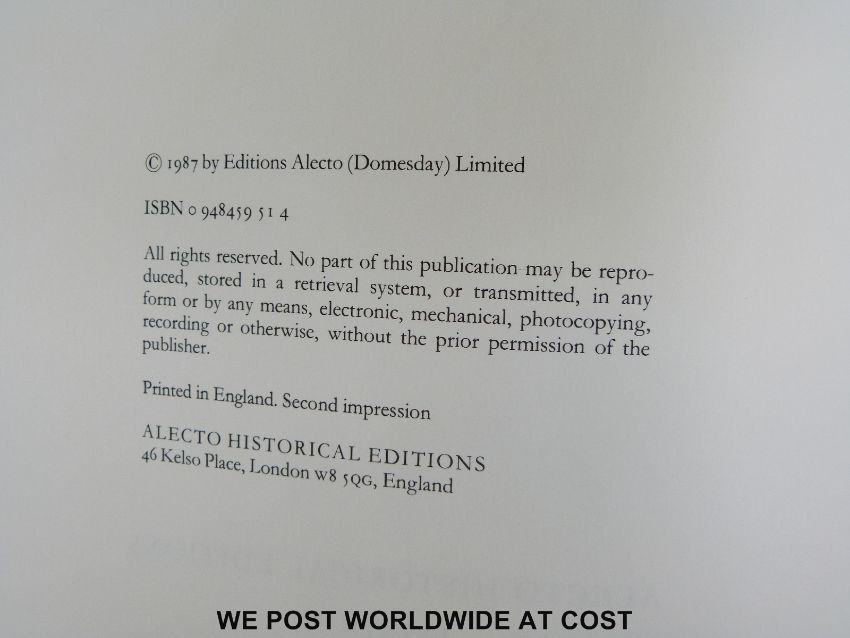 © 1987 by Editions Alecto (Domesday) Limited
ISBN 0 948459 51 4
All rights reserved. No part of this publication may be repro-
duced, stored in a retrieval system, or transmitted, in any
form or by any means, electronic, mechanical, photocopying,
recording or otherwise, without the prior permission of the
publisher.
Printed in England. Second impression
ALECTO HISTORICAL EDITIONS
46 Kelso Place, London W8 5QG, England
WE POST WORLDWIDE AT COST